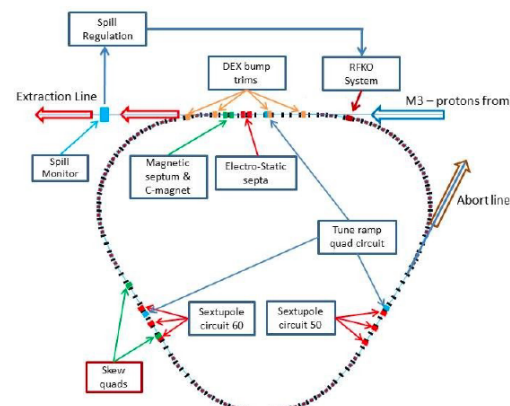 Spill
Regulation
DEX bump
trims
RFKO
System
Extraction Line
M3 – protons from
Spill
Monitor
Magnetic
septum &
C-magnet
Electro-Static
septa
Abort line
Tune ramp
quad circuit
Sextupole
circuit 60
Sextupole
circuit 50
Skew
quads